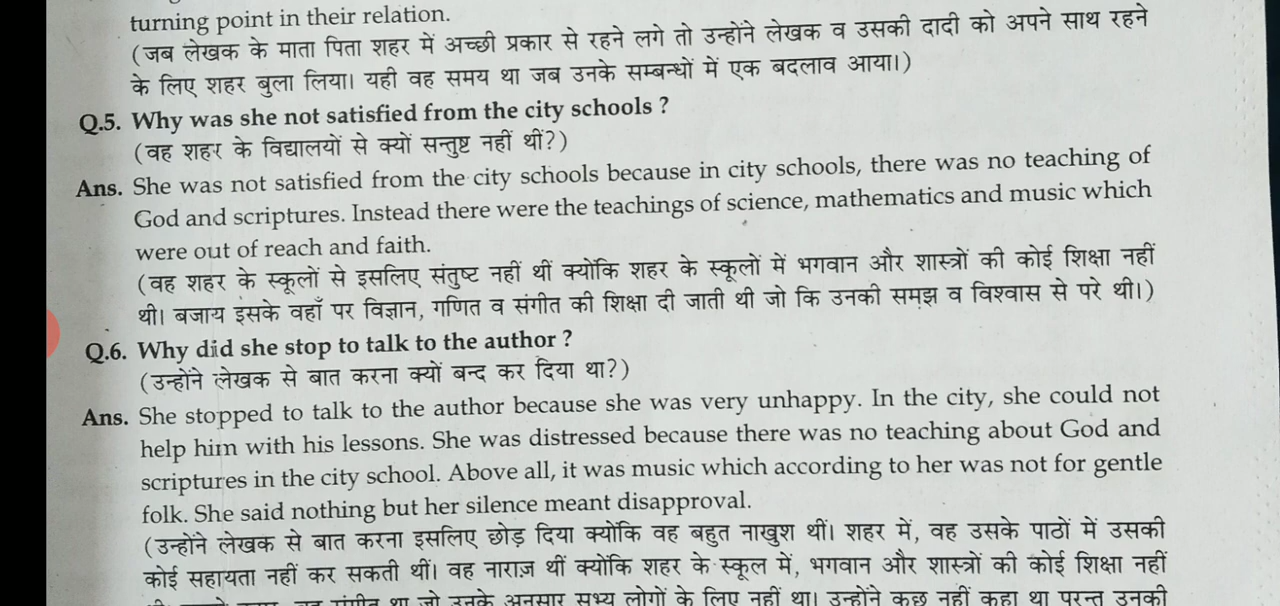 turning point in their relation.
(जब लेखक के माता पिता शहर में अच्छी प्रकार से रहने लगे तो उन्होंने लेखक व उसकी दादी को अपने साथ रहने
के लिए शहर बुला लिया। यही वह समय था जब उनके सम्बन्धों में एक बदलाव आया।)
Q.5. Why was she not satisfied from the city schools ?
(वह शहर के विद्यालयों से क्यों सन्तुष्ट नहीं थीं?)
Ans. She was not satisfied from the city schools because in city schools, there was no teaching of
God and scriptures. Instead there were the teachings of science, mathematics and music which
were out of reach and faith.
(वह शहर के स्कूलों से इसलिए संतुष्ट नहीं थीं क्योंकि शहर के स्कूलों में भगवान और शास्त्रों की कोई शिक्षा नहीं
थी। बजाय इसके वहाँ पर विज्ञान, गणित व संगीत की शिक्षा दी जाती थी जो कि उनकी समझ व विश्वास से परे थी।)
Q.6. Why did she stop to talk to the author ?
(उन्होंने लेखक से बात करना क्यों बन्द कर दिया था?)
Ans. She stopped to talk to the author because she was very unhappy. In the city, she could not
help him with his lessons. She was distressed because there was no teaching about God and
scriptures in the city school. Above all, it was music which according to her was not for gentle
folk. She said nothing but her silence meant disapproval.
(उन्होंने लेखक से बात करना इसलिए छोड़ दिया क्योंकि वह बहुत नाखुश थीं। शहर में, वह उसके पाठों में उसकी
कोई सहायता नहीं कर सकती थीं। वह नाराज़ थीं क्योंकि शहर के स्कूल में, भगवान और शास्त्रों की कोई शिक्षा नहीं
संगीत था जो उनके अनुसार सभ्य लोगों के लिए नहीं था। उन्होंने कुछ नहीं कहा था परन्तु उनकी